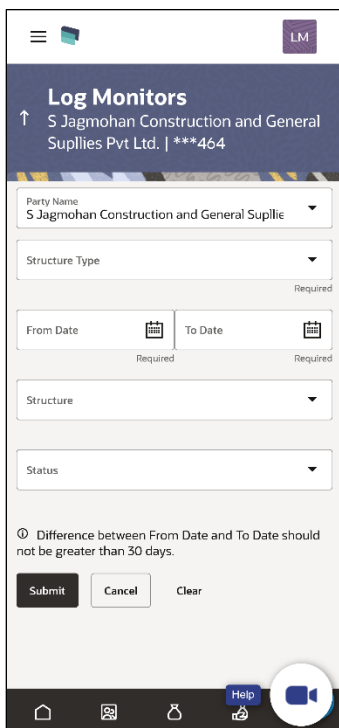 LM
Log Monitors
S Jagmohan Construction and General
Supllies Pvt Ltd. | ***464
Party Name
S Jagmohan Construction and General Supllie
Structure Type
Required
From Date
To Date
Required
Required
Structure
Status
Difference between From Date and To Date should
not be greater than 30 days.
Submit
Cancel
Clear
Help